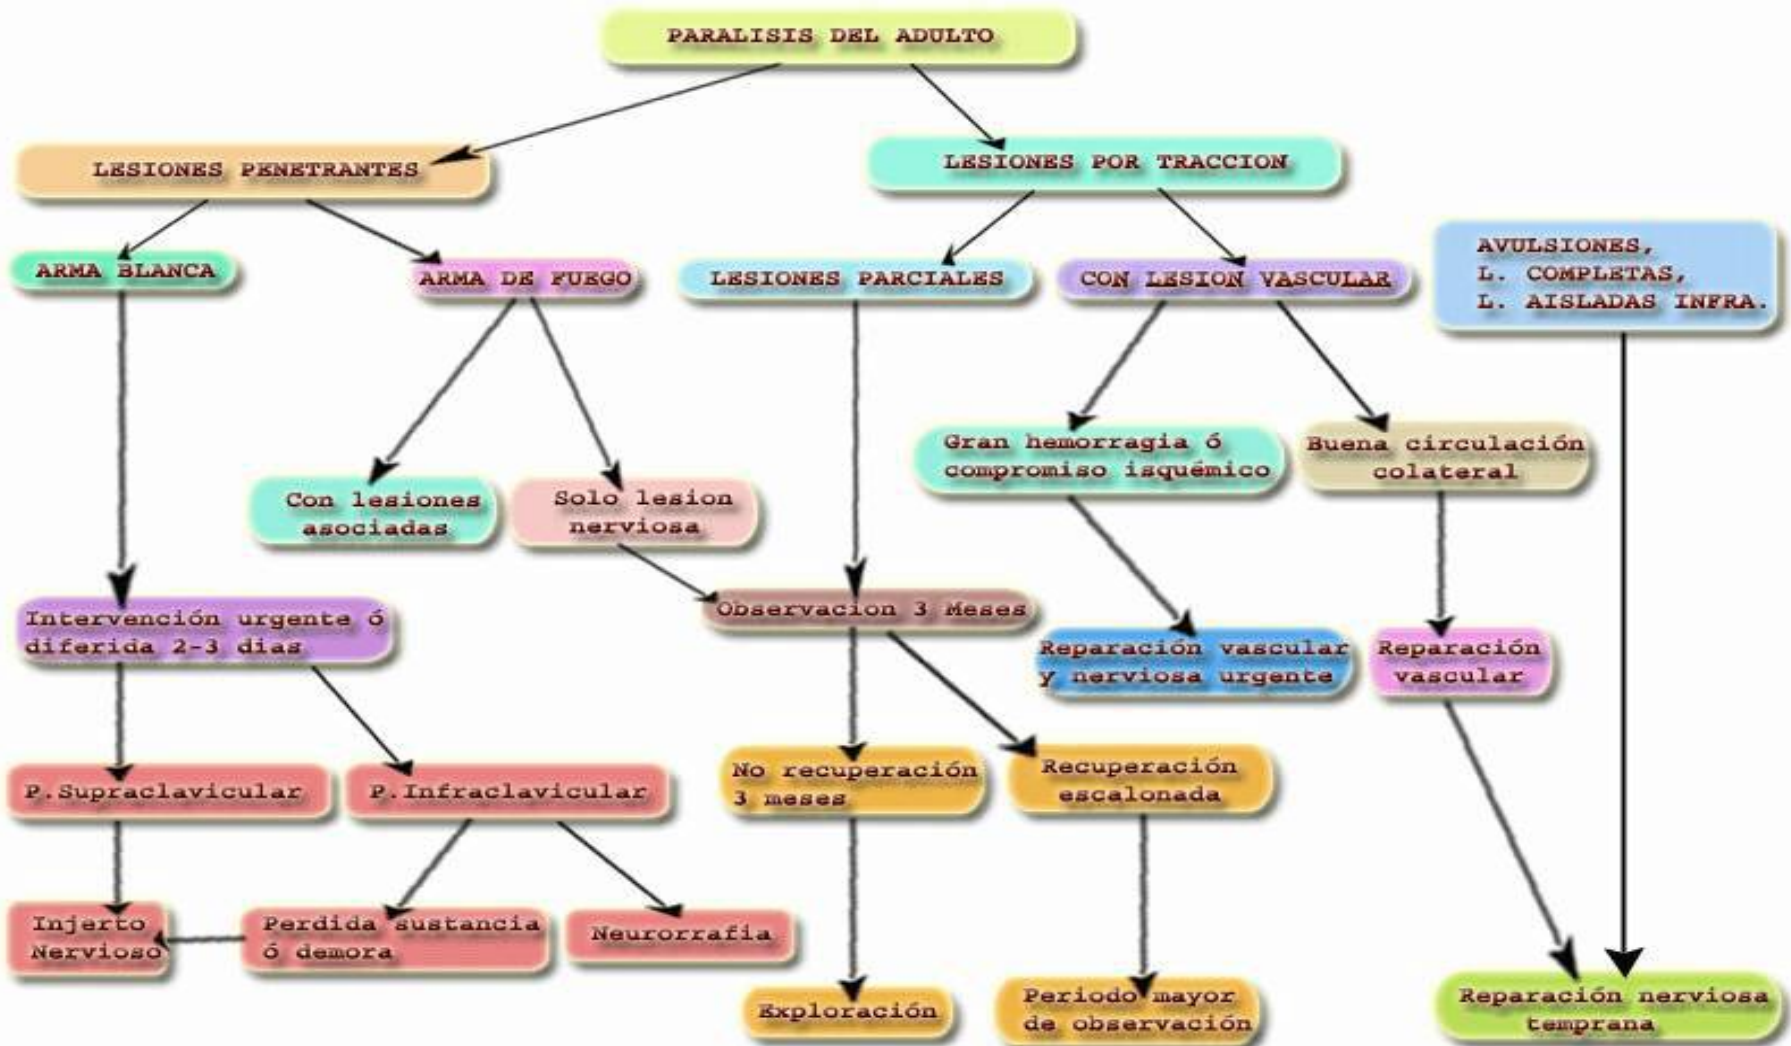 PARALISIS DEL ADULTO
LESIONES PENETRANTES
LESIONES POR TRACCION
ARMA BLANCA
ARMA DE FUEGO
LESIONES PARCIALES
CON LESION VASCULAR
AVULSIONES,
L. COMPLETAS,
L. AISLADAS INFRA.
Gran hemorragia ó
compromiso isquémico
Buena circulación
colateral
Con lesiones
asociadas
Solo lesion
nerviosa
Intervención urgente ó
diferida 2-3 dias
Observacion 3 Meses
Reparación vascular
y nerviosa urgente
Reparación
vascular
P.Supraclavicular
P.Infraclavicular
No recuperación
3 meses
Recuperación
escalonada
Injerto
Nervioso
Perdida sustancia
ó demora
Neurorrafia
Exploración
Periodo mayor
de observación
Reparación nerviosa
temprana